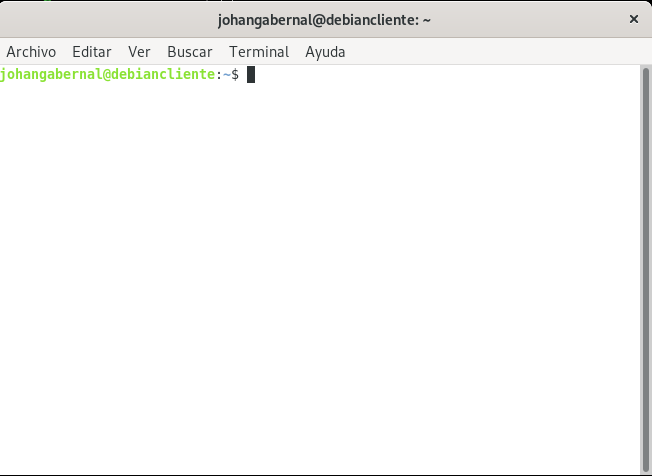 johangabernal@debiancliente: ~
Archivo Editar Ver Buscar Terminal Ayuda
johangabernal@debiancliente:~$